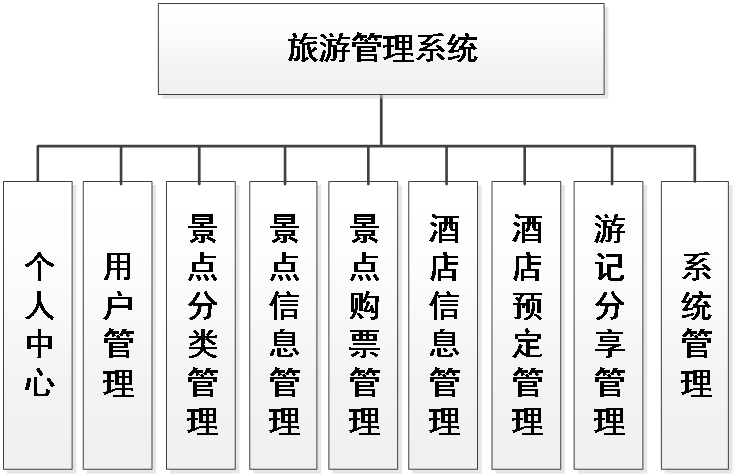 旅游管理系统
个人中心
用户管理
景点分类管理
景点信息管理
景点购票管理
酒店信息管理
酒店预定管理
游记分享管理
系统管理